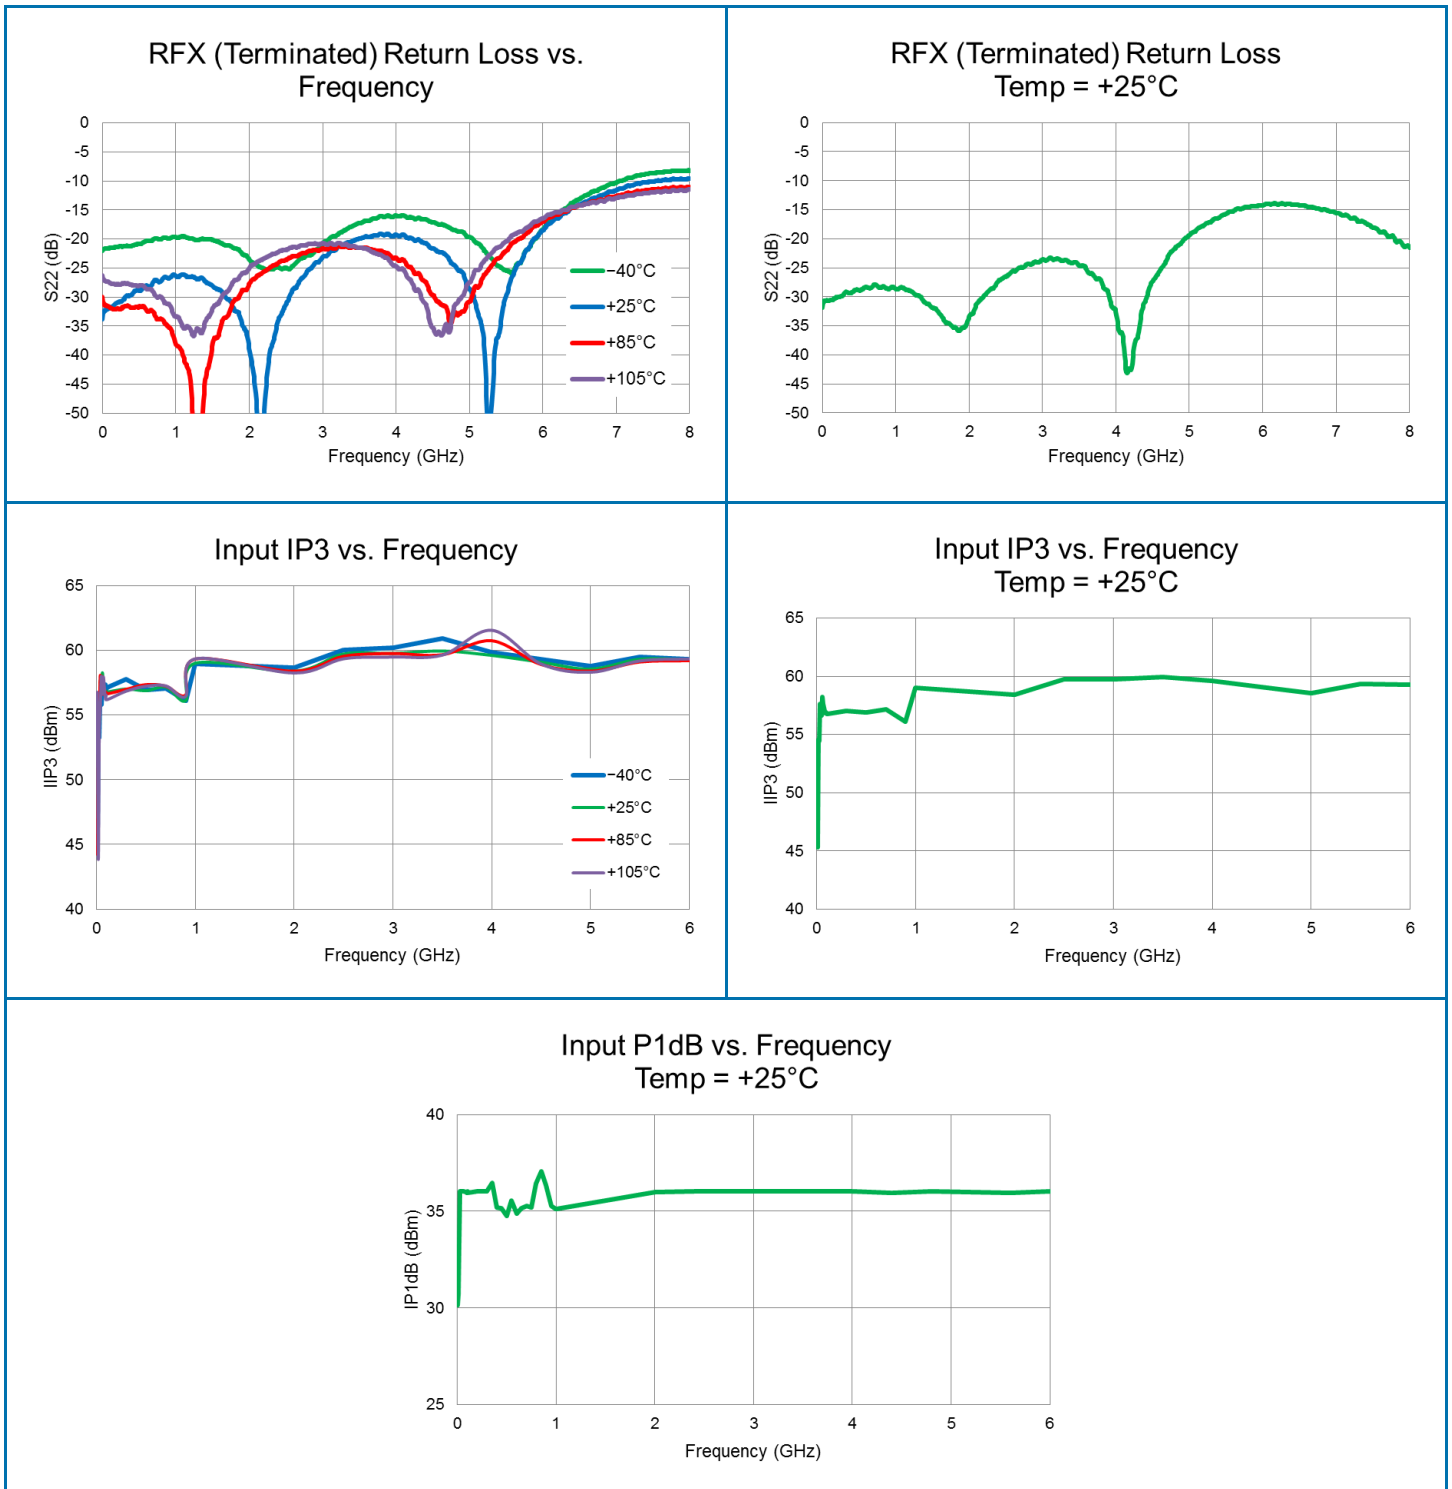 RFX (Terminated) Return Loss vs.
Frequency
0
-5
-10
-15
-20
-25
-30
-35
-40
-45
-50
S22 (dB)
−40°C
+25°C
+85°C
+105°C
0 1 2 3 4 5 6 7 8
Frequency (GHz)
RFX (Terminated) Return Loss
Temp = +25°C
0
-5
-10
-15
-20
-25
-30
-35
-40
-45
-50
S22 (dB)
0 1 2 3 4 5 6 7 8
Frequency (GHz)
Input IP3 vs. Frequency
65
60
55
50
45
40
IIP3 (dBm)
−40°C
+25°C
+85°C
+105°C
0 1 2 3 4 5 6
Frequency (GHz)
Input IP3 vs. Frequency
Temp = +25°C
65
60
55
50
45
40
IIP3 (dBm)
0 1 2 3 4 5 6
Frequency (GHz)
Input P1dB vs. Frequency
Temp = +25°C
40
35
30
25
IP1dB (dBm)
0 1 2 3 4 5 6
Frequency (GHz)